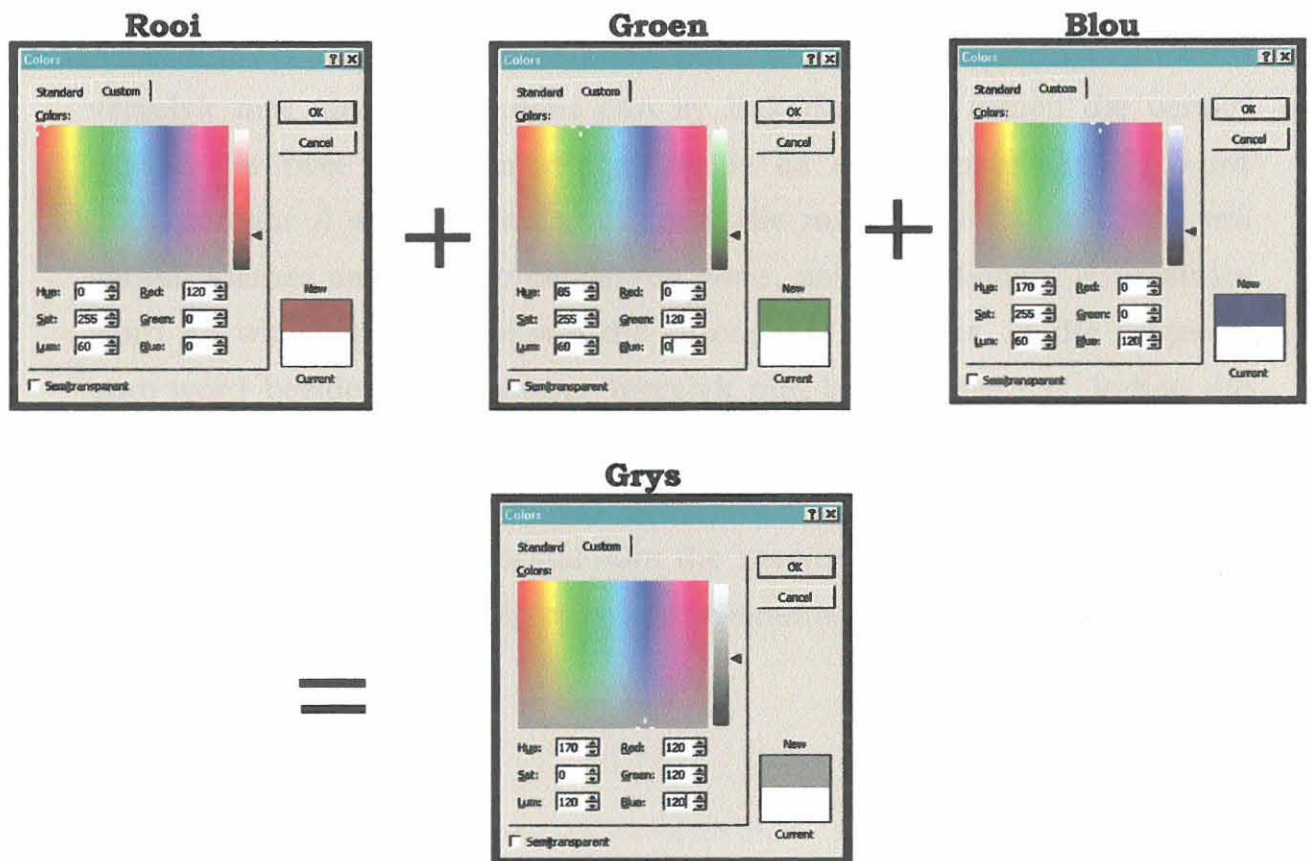 Rooi
Colors ? X
Standard Custom
Colors:
OK
Cancel
Hue: 0 Red: 120
Sat: 255 Green: 0
Lum: 60 Blue: 0
New
Current
Semitransparent
+
Groen
Colors ? X
Standard Custom
Colors:
OK
Cancel
Hue: 85 Red: 0
Sat: 255 Green: 120
Lum: 60 Blue: 0
New
Current
Semitransparent
+
Blou
Colors ? X
Standard Custom
Colors:
OK
Cancel
Hue: 170 Red: 0
Sat: 255 Green: 0
Lum: 60 Blue: 120
New
Current
Semitransparent
=
Grys
Colors ? X
Standard Custom
Colors:
OK
Cancel
Hue: 170 Red: 120
Sat: 0 Green: 120
Lum: 120 Blue: 120
New
Current
Semitransparent